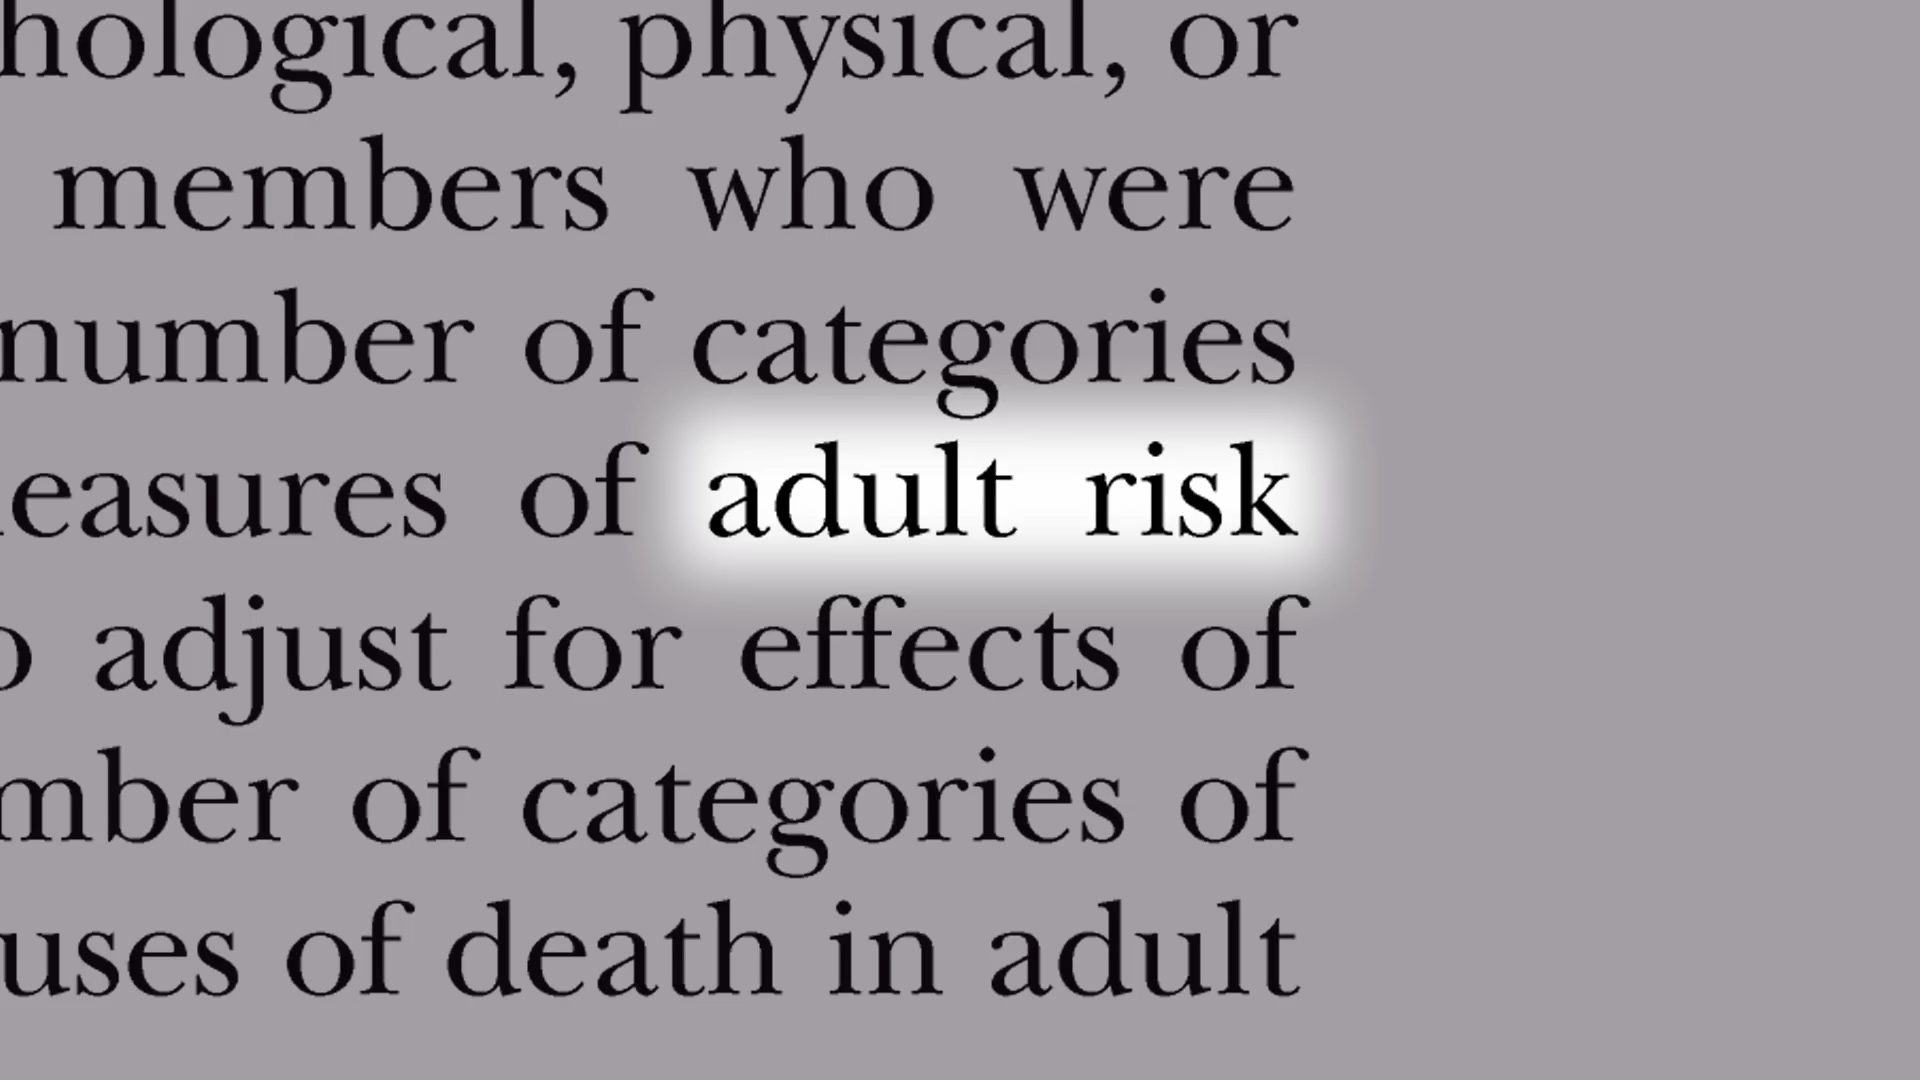 hological, physical, or
members who were
number of categories
easures of adult risk
o adjust for effects of
mber of categories of
uses of death in adult